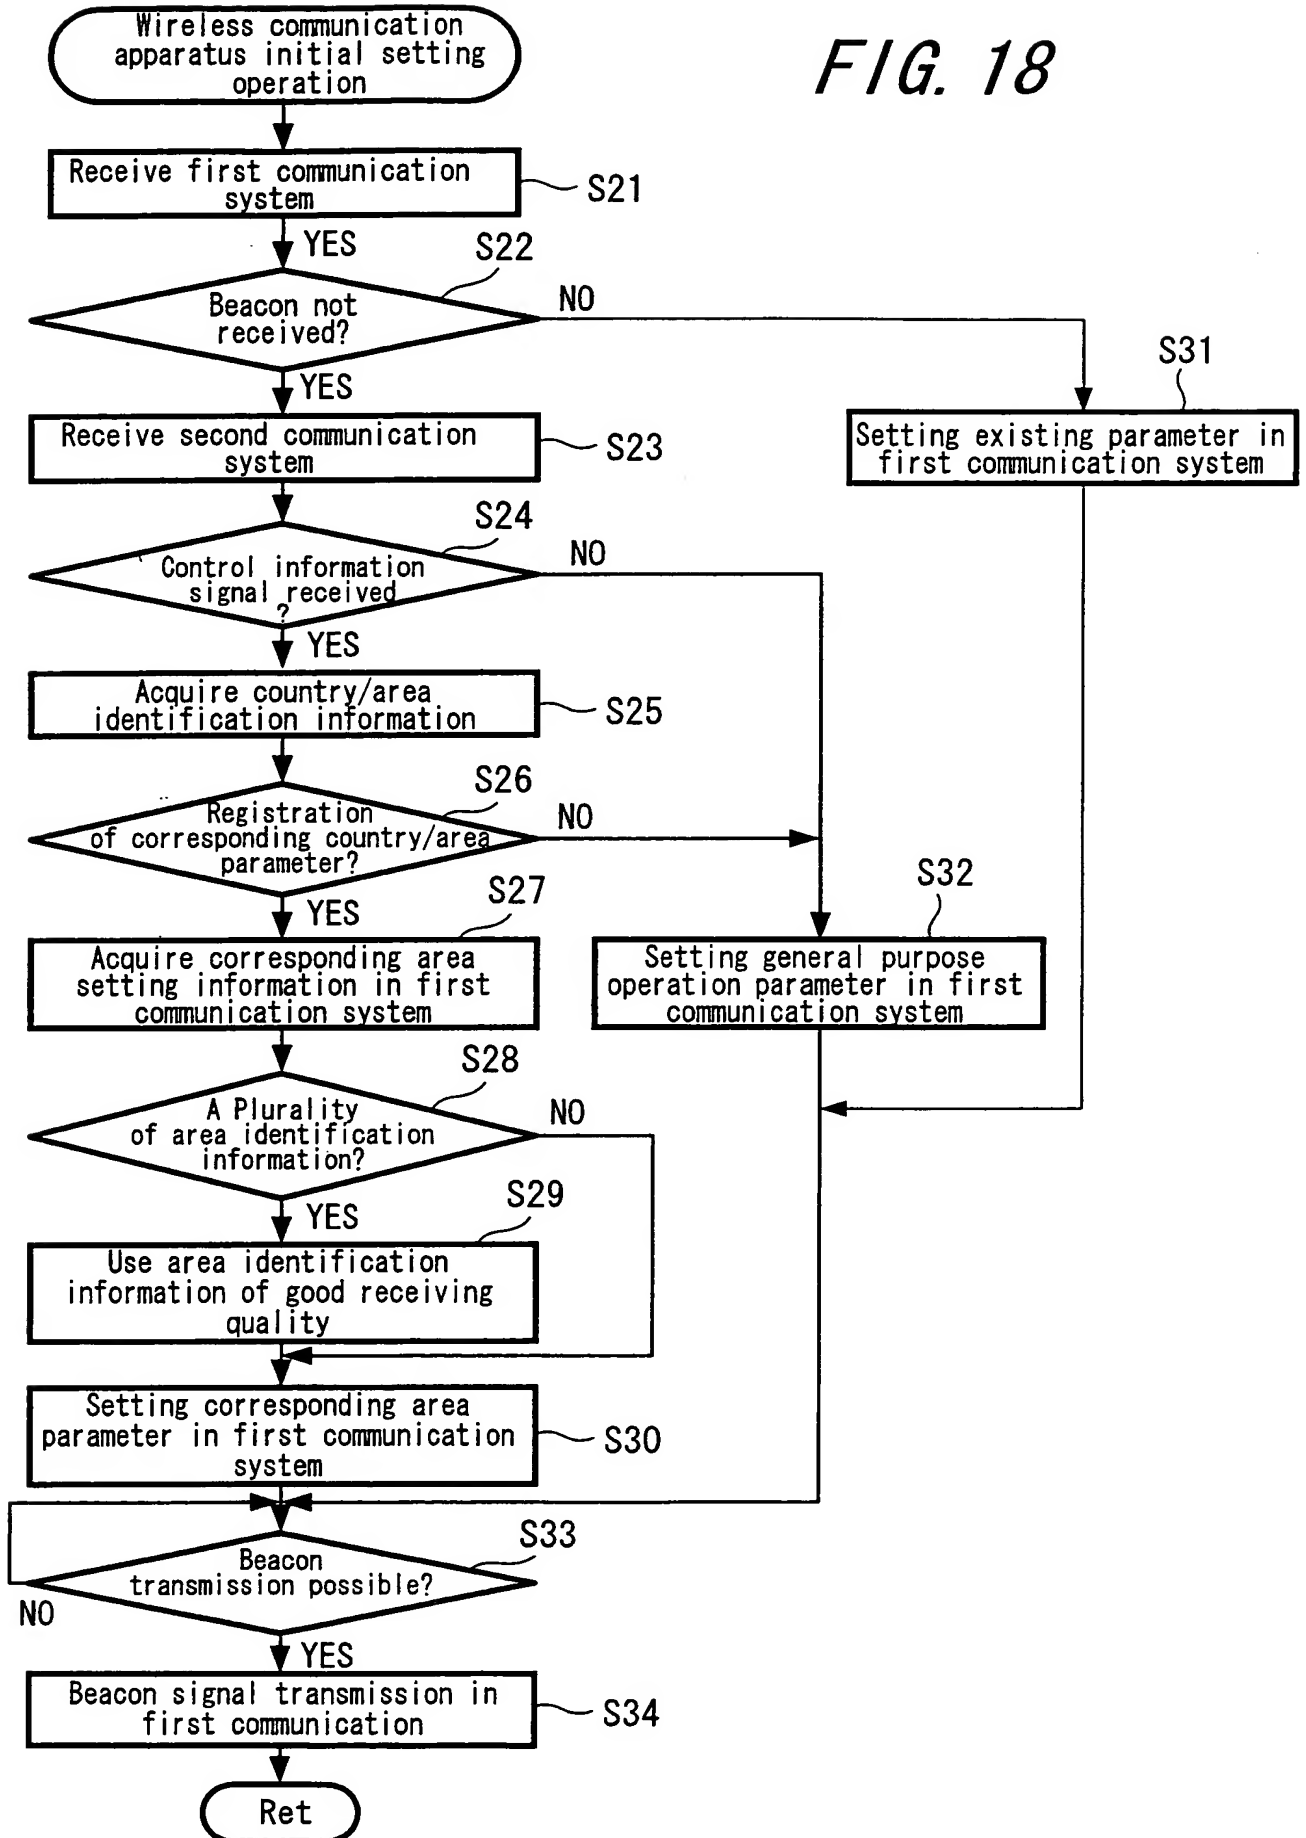 FIG. 18
Wireless communication
apparatus initial setting
operation
Receive first communication
system
S21
YES
S22
Beacon not
received?
NO
YES
S31
Setting existing parameter in
first communication system
Receive second communication
system
S23
S24
Control information
signal received
?
NO
YES
Acquire country/area
identification information
S25
S26
Registration
of corresponding country/area
parameter?
NO
YES
S27
Acquire corresponding area
setting information in first
communication system
S32
Setting general purpose
operation parameter in first
communication system
S28
A Plurality
of area identification
information?
NO
YES
S29
Use area identification
information of good receiving
quality
Setting corresponding area
parameter in first communication
system
S30
S33
Beacon
transmission possible?
NO
YES
Beacon signal transmission in
first communication
S34
Ret